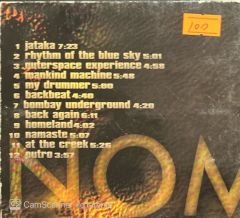 100
1 jataka 7:23
2 rhythm of the blue sky 5:01
3 outerspace experience 4:58
4 mankind machine 5:48
5 my drummer 5:00
6 backbeat 4:40
7 bombay underground 4:20
8 back again 6:11
9 homeland 4:02
10 namaste 5:07
11 at the creek 5:26
12 outro 3:57
NOM
CamScanner